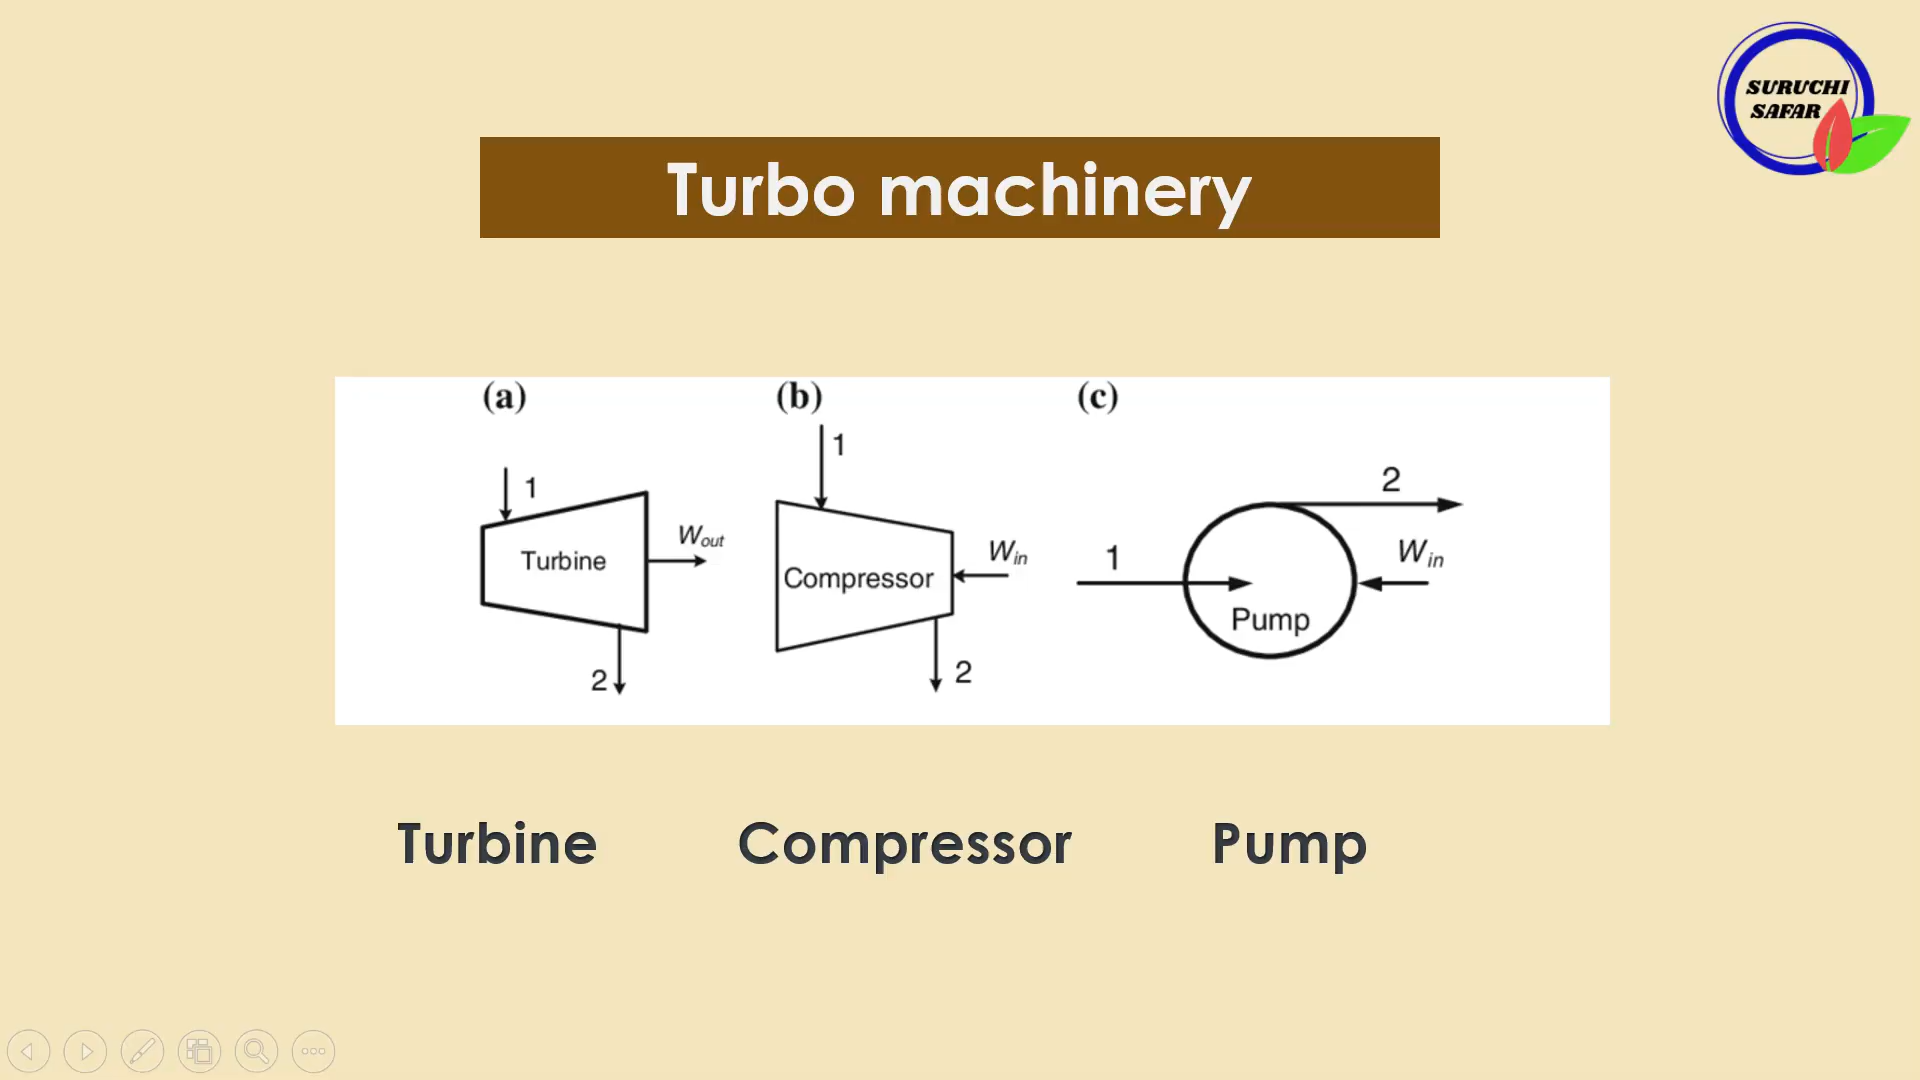 SURUCHI
SAFAR
Turbo machinery
(a)
1
Turbine
Wout
2
(b)
1
Compressor
Win
2
(c)
1
2
Win
Pump
Turbine
Compressor
Pump